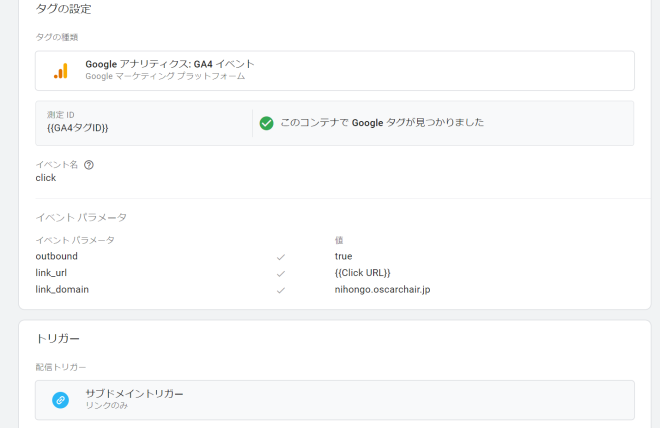 タグの設定
タグの種類
Google アナリティクス: GA4 イベント
Google マーケティング プラットフォーム
測定 ID
{{GA4タグID}}
このコンテナで Google タグが見つかりました
イベント名
click
イベント パラメータ
イベント パラメータ 値
outbound true
link_url {{Click URL}}
link_domain nihongo.oscarchair.jp
トリガー
配信トリガー
サブドメイントリガー
リンクのみ